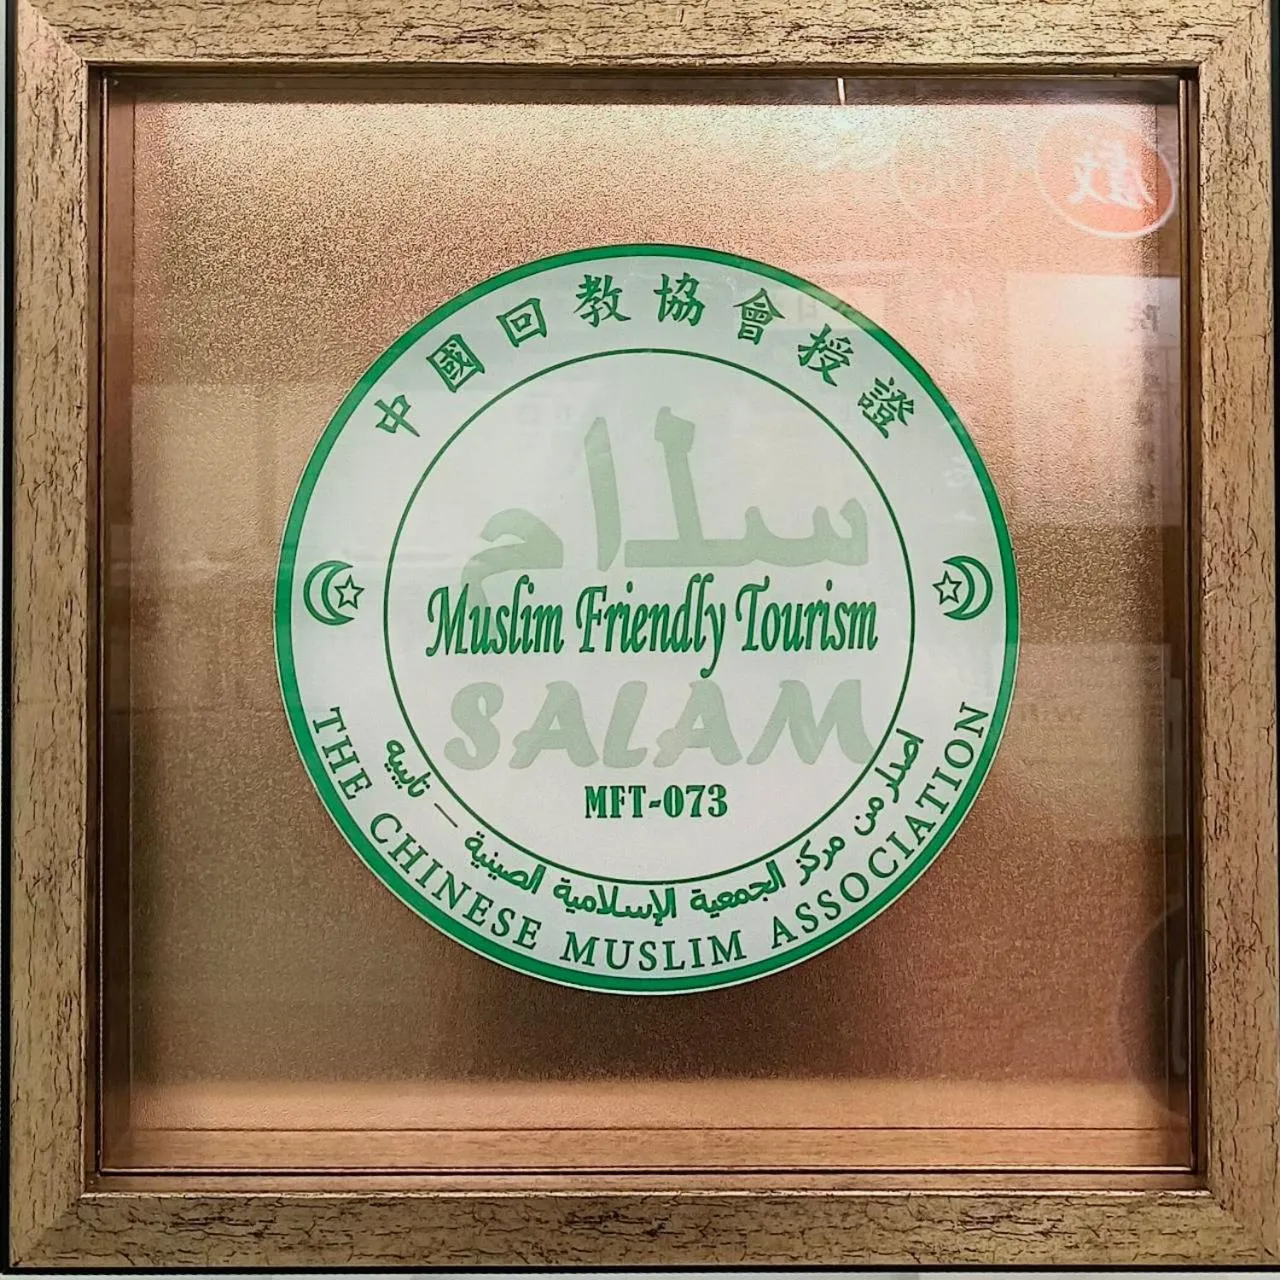 中國回教協會授證
سلام
Muslim Friendly Tourism
SALAM
MFT-073
اصدار من مركز الجمعية الإسلامية الصينية – تايبيه
THE CHINESE MUSLIM ASSOCIATION